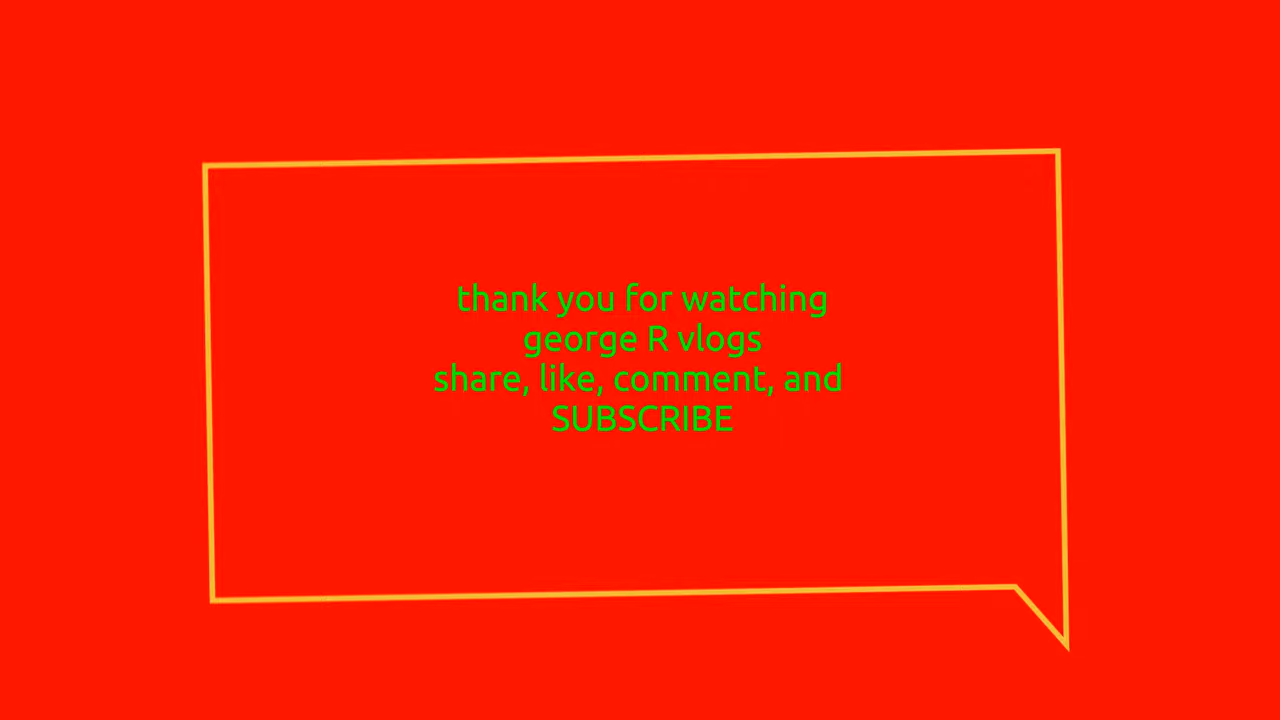 thank you for watching
george R vlogs
share, like, comment, and
SUBSCRIBE